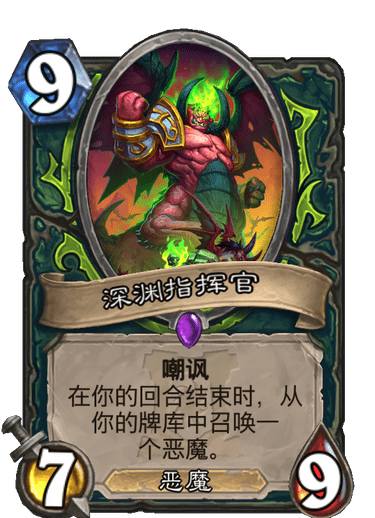 9
深渊指挥官
嘲讽
在你的回合结束时，从
你的牌库中召唤一
个恶魔。
恶魔
7
9